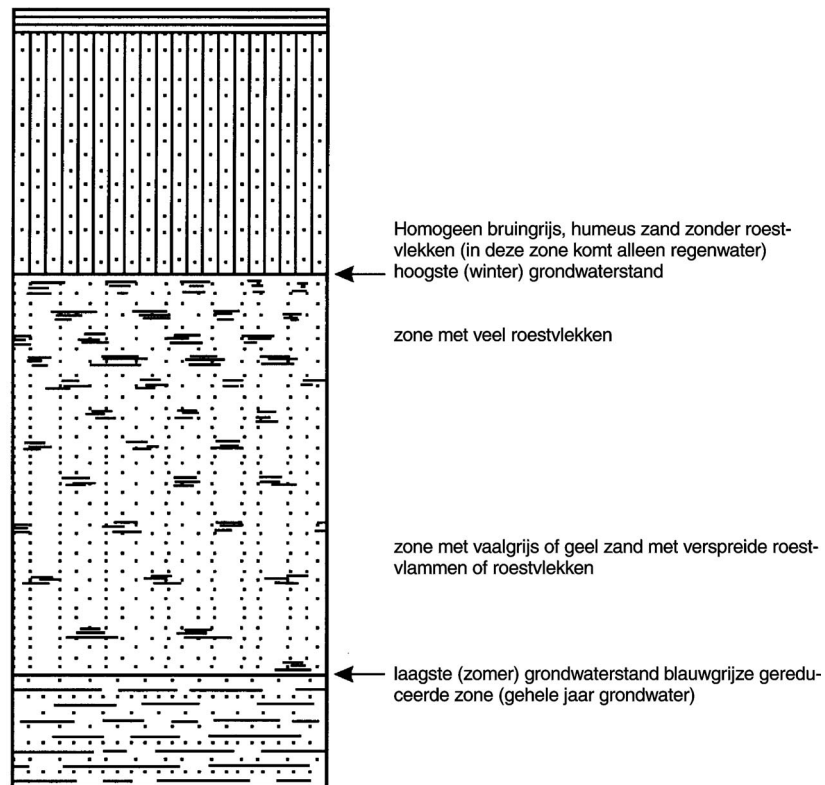 Homogeen bruingrijs, humeus zand zonder roest-
vlekken (in deze zone komt alleen regenwater)
hoogste (winter) grondwaterstand
zone met veel roestvlekken
zone met vaalgrijs of geel zand met verspreide roest-
vlammen of roestvlekken
laagste (zomer) grondwaterstand blauwgrijze geredu-
ceerde zone (gehele jaar grondwater)